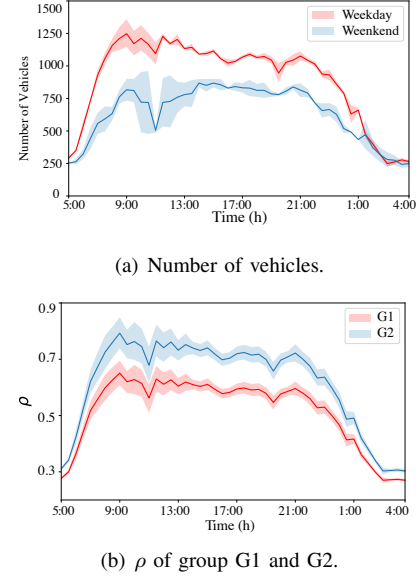 1500
1250
1000
750
500
250
0
Number of Vehicles
Weekday
Weenkend
5:00 9:00 13:00 17:00 21:00 1:00 4:00
Time (h)
(a) Number of vehicles.
0.9
0.7
0.5
0.3
ρ
G1
G2
5:00 9:00 13:00 17:00 21:00 1:00 4:00
Time (h)
(b) ρ of group G1 and G2.